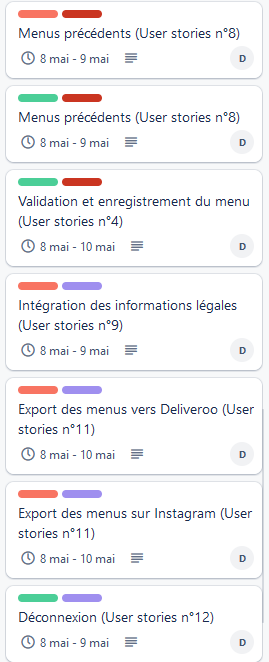 Menus précédents (User stories n°8)
8 mai - 9 mai
D
Menus précédents (User stories n°8)
8 mai - 9 mai
D
Validation et enregistrement du menu
(User stories n°4)
8 mai - 10 mai
D
Intégration des informations légales
(User stories n°9)
8 mai - 9 mai
D
Export des menus vers Deliveroo (User
stories n°11)
8 mai - 10 mai
D
Export des menus sur Instagram (User
stories n°11)
8 mai - 10 mai
D
Déconnexion (User stories n°12)
8 mai - 9 mai
D